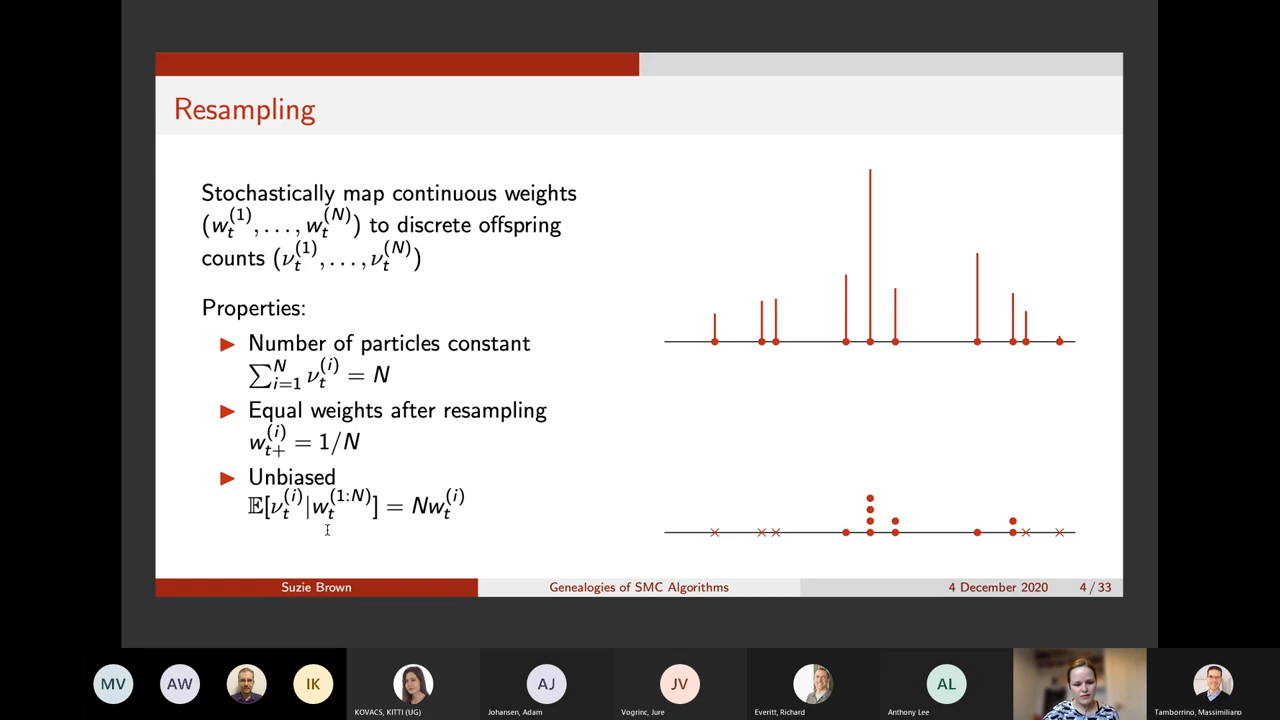 Resampling
Stochastically map continuous weights
(w_t^{(1)}, . . . , w_t^{(N)}) to discrete offspring
counts (ν_t^{(1)}, . . . , ν_t^{(N)})
Properties:
▶ Number of particles constant
∑_{i=1}^{N} ν_t^{(i)} = N
▶ Equal weights after resampling
w_{t+}^{(i)} = 1/N
▶ Unbiased
𝔼[ν_t^{(i)}|w_t^{(1:N)}] = Nw_t^{(i)}
Suzie Brown
Genealogies of SMC Algorithms
4 December 2020
4 / 33
MV
AW
IK
KOVACS, KITTI (UG)
AJ
Johansen, Adam
JV
Vogrinc, Jure
Everitt, Richard
AL
Anthony Lee
Tamborrino, Massimiliano